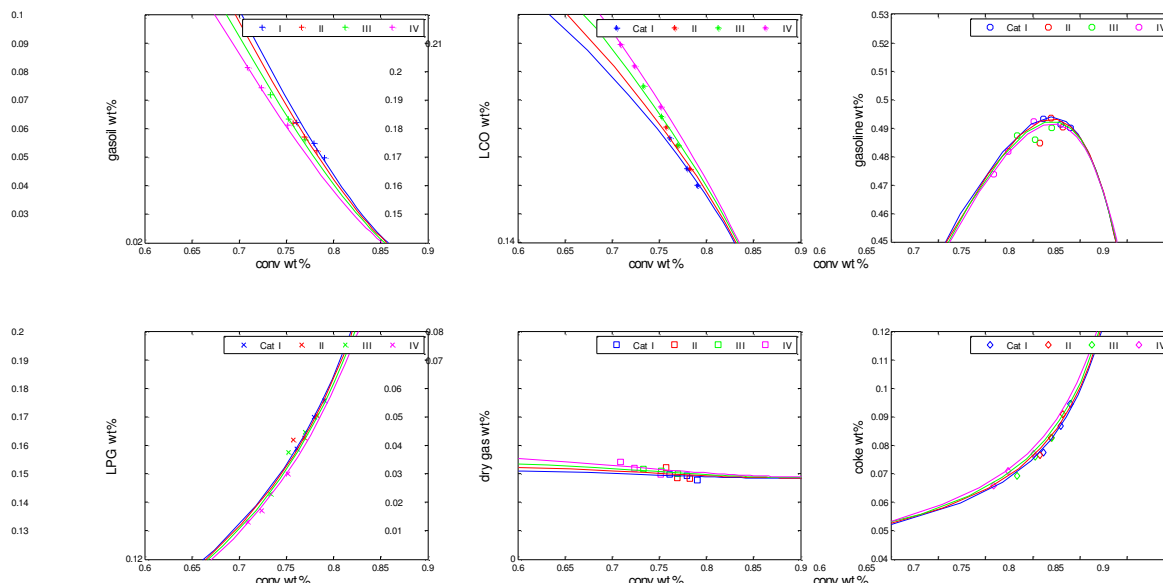 0.1
0.09
0.08
0.07
0.06
0.05
0.04
0.03
0.02
gasoil wt%
I II III IV
0.6 0.65 0.7 0.75 0.8 0.85 0.9
conv wt%
0.21
0.2
0.19
0.18
0.17
0.16
0.15
0.14
LCO wt%
Cat I II III IV
0.6 0.65 0.7 0.75 0.8 0.85 0.9
conv wt%
0.53
0.52
0.51
0.5
0.49
0.48
0.47
0.46
0.45
gasoline wt%
Cat I II III IV
0.6 0.65 0.7 0.75 0.8 0.85 0.9
conv wt%
0.2
0.19
0.18
0.17
0.16
0.15
0.14
0.13
0.12
LPG wt%
Cat I II III IV
0.6 0.65 0.7 0.75 0.8 0.85 0.9
conv wt%
0.08
0.07
0.06
0.05
0.04
0.03
0.02
0.01
0
dry gas wt%
Cat I II III IV
0.6 0.65 0.7 0.75 0.8 0.85 0.9
conv wt%
0.12
0.11
0.1
0.09
0.08
0.07
0.06
0.05
0.04
coke wt%
Cat I II III IV
0.6 0.65 0.7 0.75 0.8 0.85 0.9
conv wt%